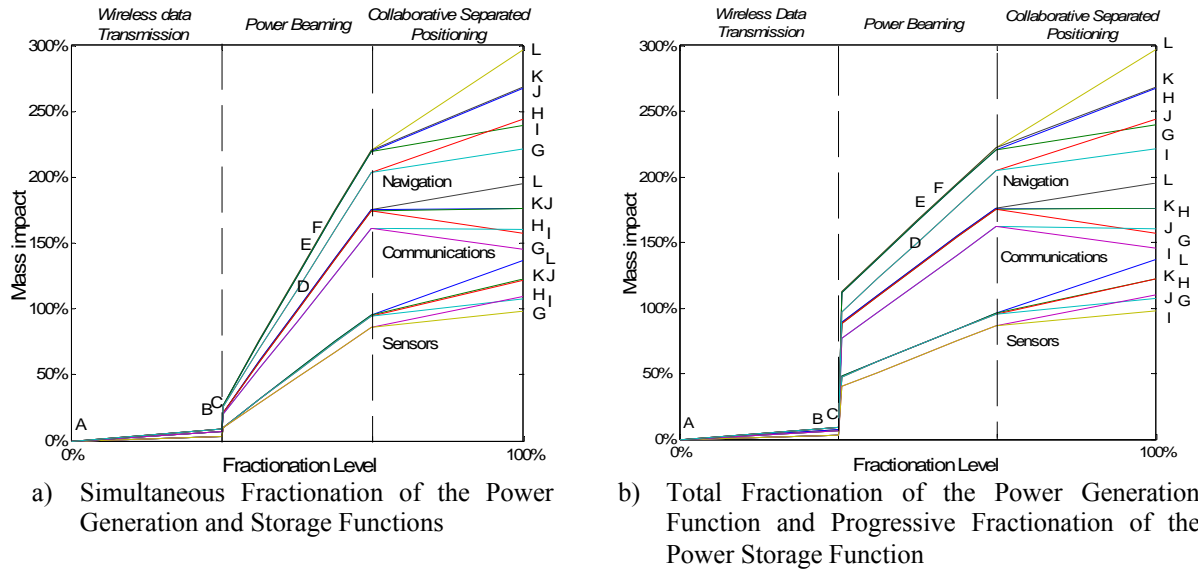 Wireless data Transmission
Power Beaming
Collaborative Separated Positioning
300%
250%
200%
150%
100%
50%
0%
Mass impact
A
B
C
D
E
F
Navigation
Communications
Sensors
L
K
J
H
I
G
L
K J
H
I
G
L
K J
H I
G
0%
100%
Fractionation Level
a) Simultaneous Fractionation of the Power
Generation and Storage Functions
Wireless Data Transmission
Power Beaming
Collaborative Separated Positioning
300%
250%
200%
150%
100%
50%
0%
Mass impact
A
B
C
D
E
F
Navigation
Communications
Sensors
L
K
H
J
G
I
L
K H
J
G
I
L
K H
J G
I
0%
100%
Fractionation Level
b) Total Fractionation of the Power Generation
Function and Progressive Fractionation of the
Power Storage Function